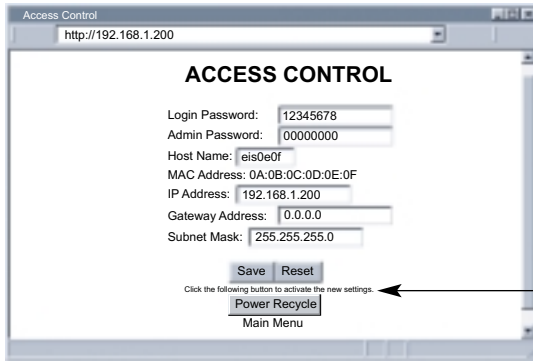 Access Control
http://192.168.1.200
ACCESS CONTROL
Login Password: 12345678
Admin Password: 00000000
Host Name: eis0e0f
MAC Address: 0A:0B:0C:0D:0E:0F
IP Address: 192.168.1.200
Gateway Address: 0.0.0.0
Subnet Mask: 255.255.255.0
Save Reset
Click the following button to activate the new settings.
Power Recycle
Main Menu